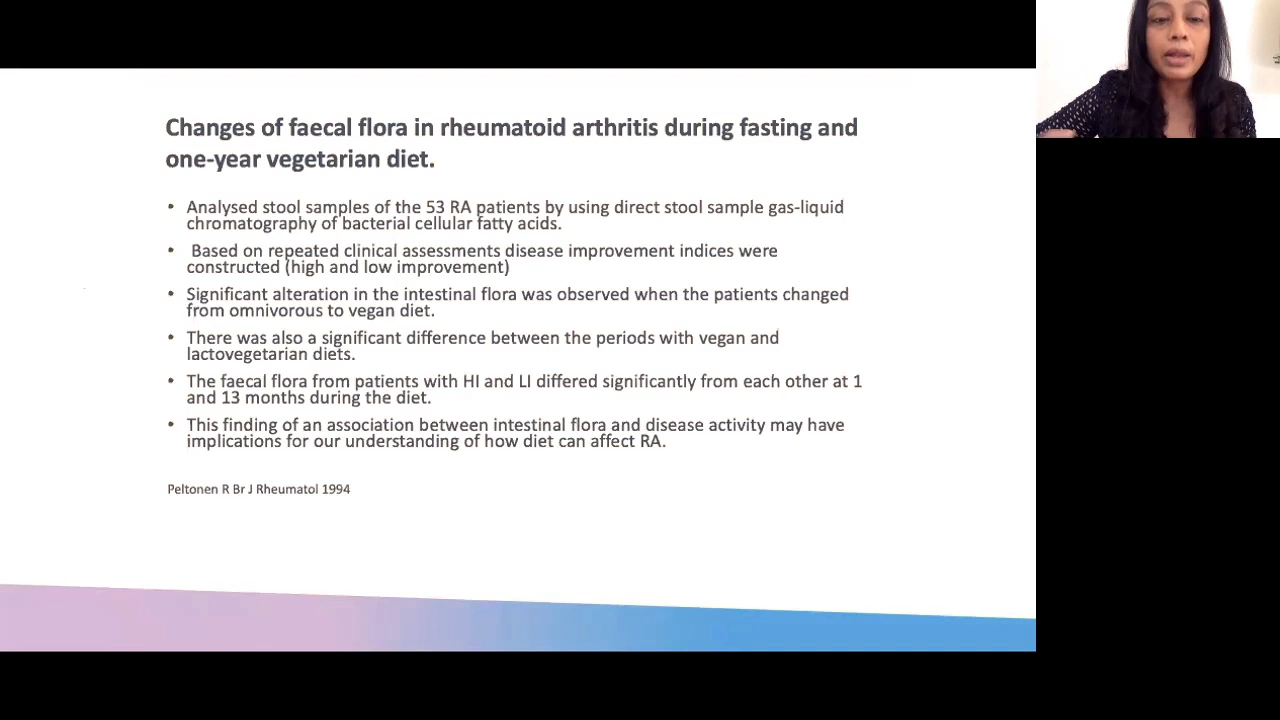 Changes of faecal flora in rheumatoid arthritis during fasting and
one-year vegetarian diet.
• Analysed stool samples of the 53 RA patients by using direct stool sample gas-liquid
chromatography of bacterial cellular fatty acids.
• Based on repeated clinical assessments disease improvement indices were
constructed (high and low improvement)
• Significant alteration in the intestinal flora was observed when the patients changed
from omnivorous to vegan diet.
• There was also a significant difference between the periods with vegan and
lactovegetarian diets.
• The faecal flora from patients with HI and LI differed significantly from each other at 1
and 13 months during the diet.
• This finding of an association between intestinal flora and disease activity may have
implications for our understanding of how diet can affect RA.
Peltonen R Br J Rheumatol 1994